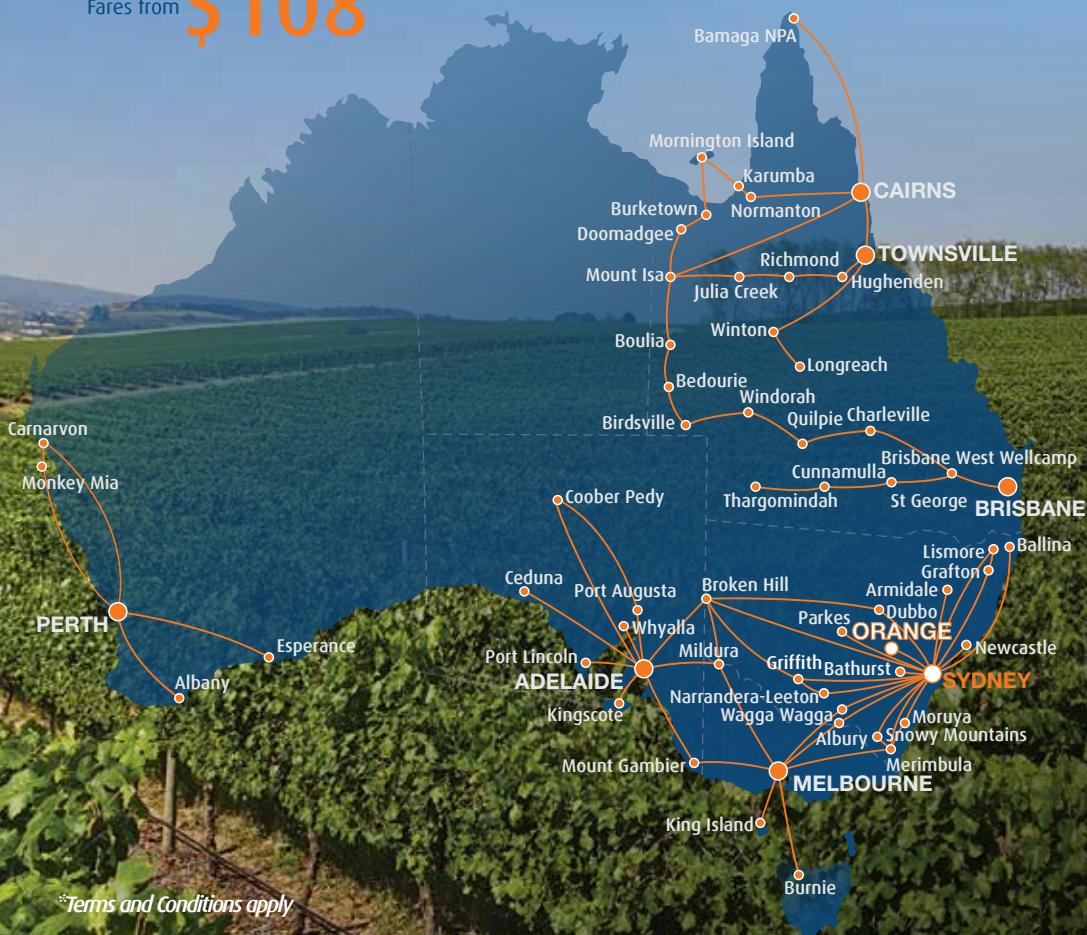 Fares from $108
Bamaga NPA
Mornington Island
Karumba
CAIRNS
Burketown
Normanton
Doomadgee
TOWNSVILLE
Richmond
Mount Isa
Hughenden
Julia Creek
Winton
Boulia
Longreach
Bedourie
Windorah
Quilpie
Charleville
Birdsville
Carnarvon
Brisbane West Wellcamp
Cunnamulla
Monkey Mia
Coober Pedy
Thargomindah
St George
BRISBANE
Lismore
Ballina
Grafton
Ceduna
Port Augusta
Broken Hill
Armidale
Dubbo
Parkes
PERTH
Whyalla
ORANGE
Esperance
Newcastle
Mildura
Port Lincoln
Griffith
Bathurst
SYDNEY
ADELAIDE
Albany
Narrandera-Leeton
Kingscote
Wagga Wagga
Moruya
Albury
Snowy Mountains
Mount Gambier
Merimbula
MELBOURNE
King Island
Burnie
*Terms and Conditions apply